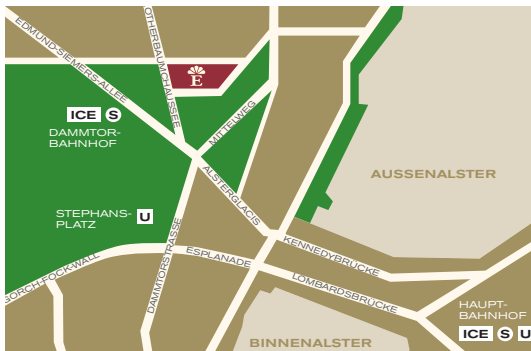 EDMUND-SIEMERS-ALLEE
OTHERBAUMCHAUSSEE
E
MITTELWEG
ICE S
DAMMTOR-
BAHNHOF
ALSTERGLACIS
AUSSENALSTER
STEPHANS-
PLATZ
U
DAMMTORSTRASSE
ESPLANADE
KENNEDYBRÜCKE
GORCH-FOCK-WALL
LOMBARDSBRÜCKE
HAUPT-
BAHNHOF
ICE S U
BINNENALSTER